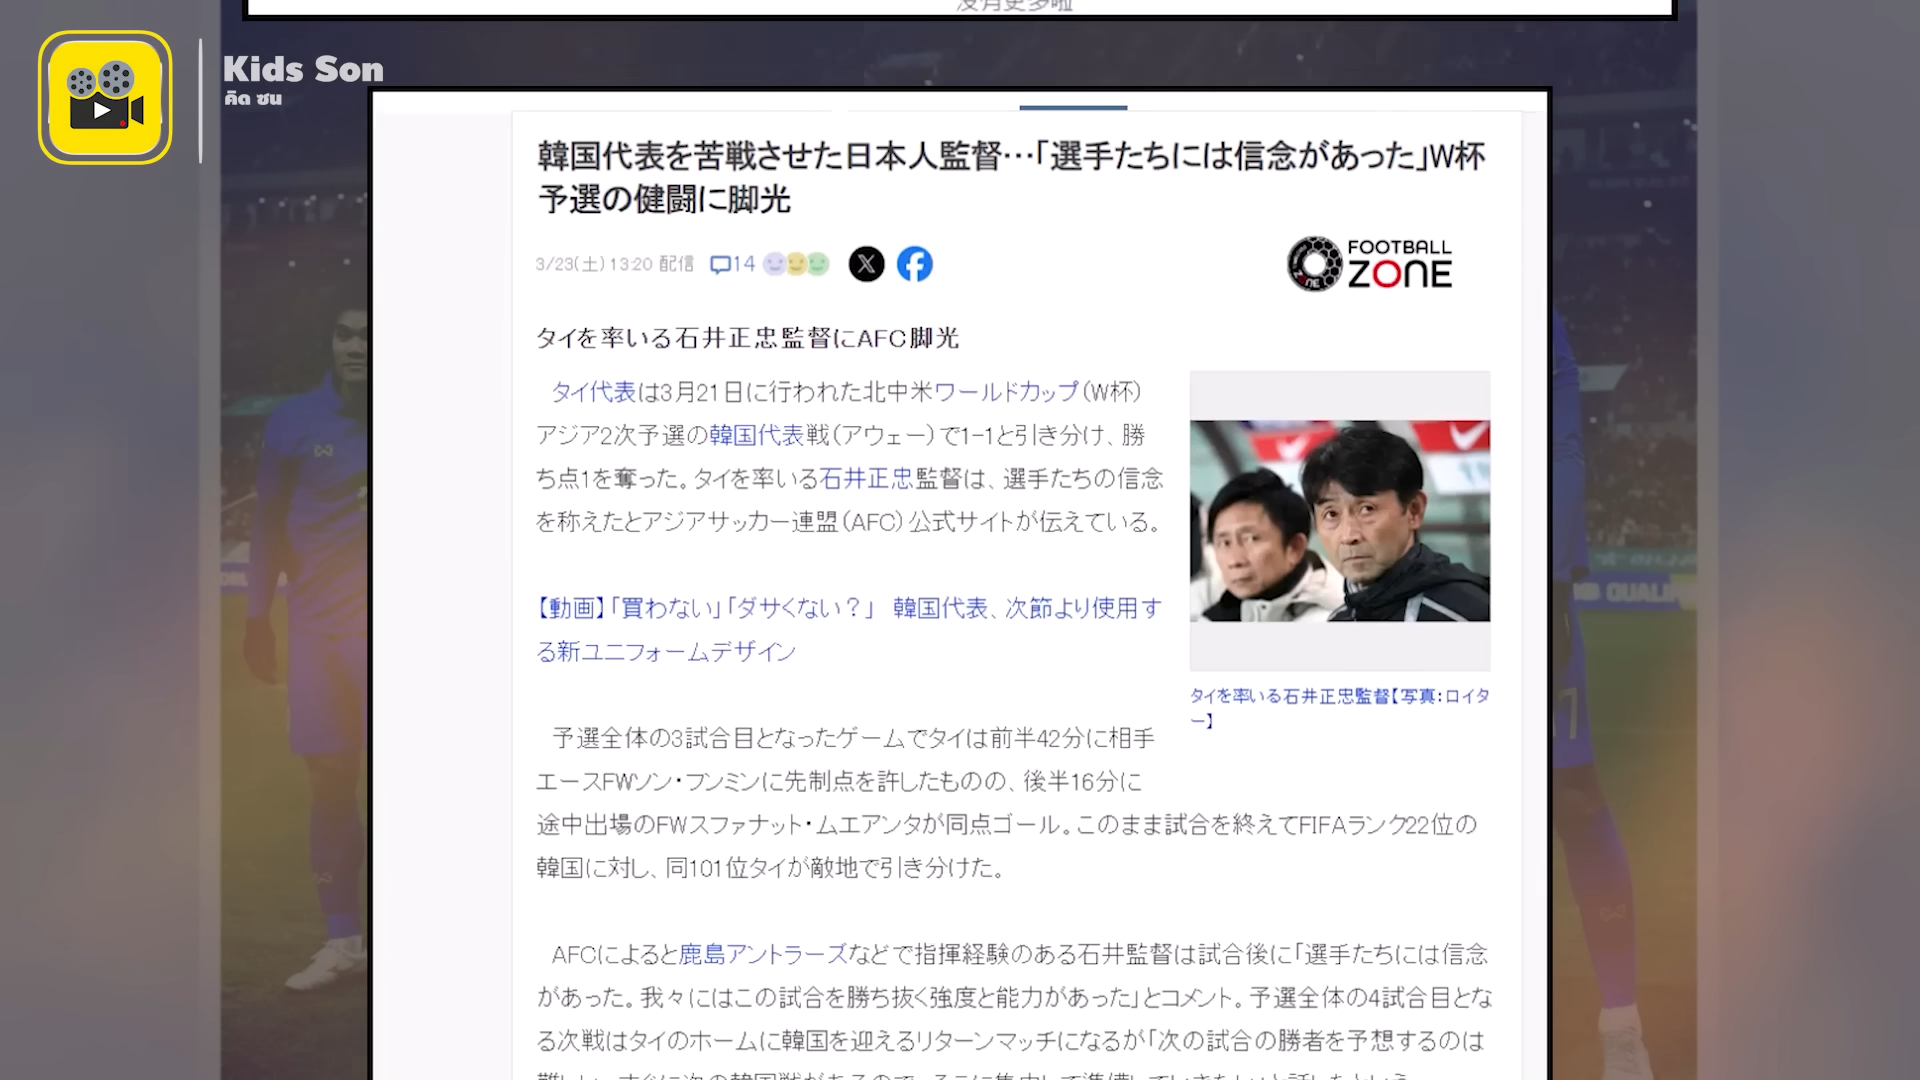 没有更多啦
Kids Son
คิด ซน
韓国代表を苦戦させた日本人監督…「選手たちには信念があった」W杯
予選の健闘に脚光
3/23(土) 13:20 配信 14
FOOTBALL
ZONE
タイを率いる石井正忠監督にAFC脚光
タイ代表は3月21日に行われた北中米ワールドカップ（W杯）
アジア2次予選の韓国代表戦（アウェー）で1-1と引き分け、勝
ち点1を奪った。タイを率いる石井正忠監督は、選手たちの信念
を称えたとアジアサッカー連盟（AFC）公式サイトが伝えている。
【動画】「買わない」「ダサくない？」 韓国代表、次節より使用す
る新ユニフォームデザイン
タイを率いる石井正忠監督【写真：ロイタ
ー】
予選全体の3試合目となったゲームでタイは前半42分に相手
エースFWソン・フンミンに先制点を許したものの、後半16分に
途中出場のFWスファナット・ムエアンタが同点ゴール。このまま試合を終えてFIFAランク22位の
韓国に対し、同101位タイが敵地で引き分けた。
AFCによると鹿島アントラーズなどで指揮経験のある石井監督は試合後に「選手たちには信念
があった。我々にはこの試合を勝ち抜く強度と能力があった」とコメント。予選全体の4試合目とな
る次戦はタイのホームに韓国を迎えるリターンマッチになるが「次の試合の勝者を予想するのは